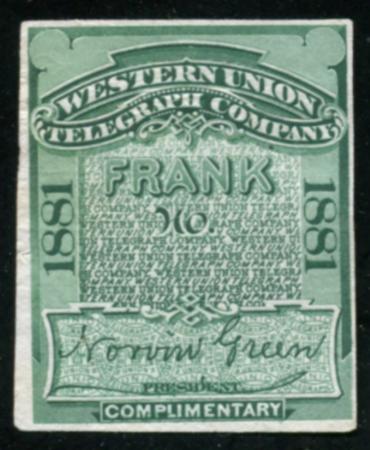 WESTERN UNION
TELEGRAPH COMPANY
FRANK
No.
1881
1881
Norvin Green
PRESIDENT
COMPLIMENTARY